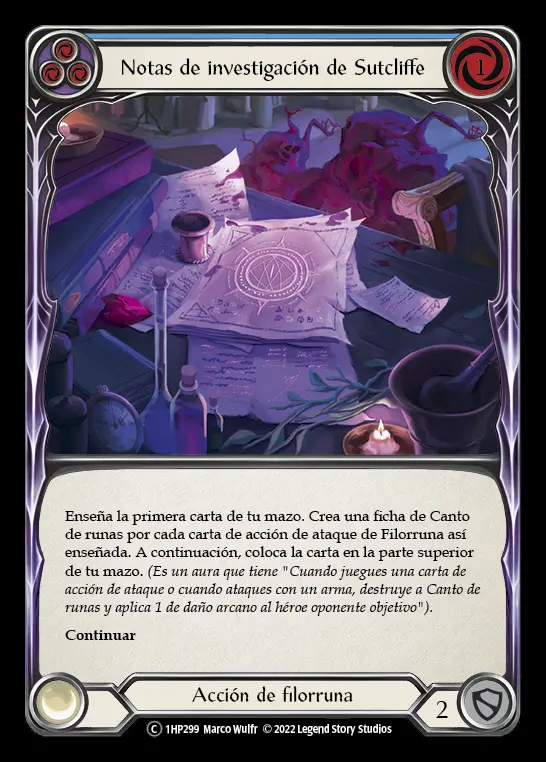 Notas de investigación de Sutcliffe
1
Enseña la primera carta de tu mazo. Crea una ficha de Canto
de runas por cada carta de acción de ataque de Filorruna así
enseñada. A continuación, coloca la carta en la parte superior
de tu mazo. (Es un aura que tiene "Cuando juegues una carta de
acción de ataque o cuando ataques con un arma, destruye a Canto de
runas y aplica 1 de daño arcano al héroe oponente objetivo").
Continuar
Acción de filorruna
2
C 1HP299 Marco Wulfr © 2022 Legend Story Studios